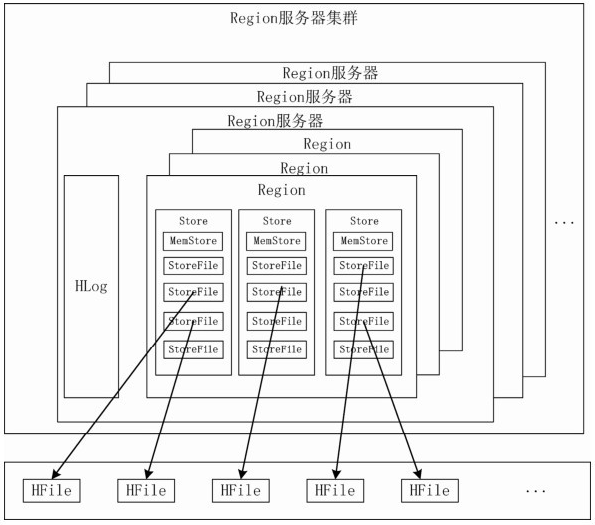 Region服务器集群
Region服务器
Region服务器
Region服务器
Region
Region
Region
HLog
Store Store Store
MemStore MemStore MemStore
StoreFile StoreFile StoreFile
StoreFile StoreFile StoreFile
StoreFile StoreFile StoreFile
StoreFile StoreFile StoreFile
...
HFile HFile HFile HFile HFile ...